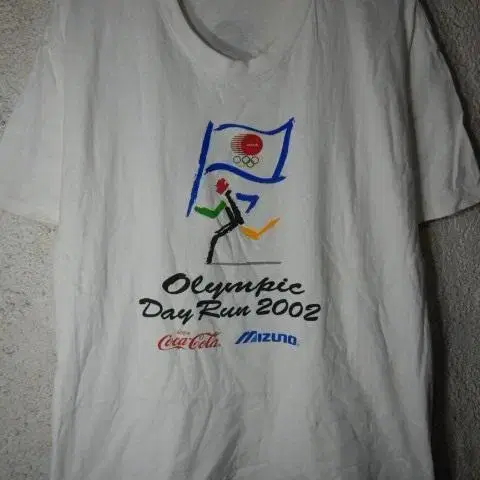 Olympic
Day Run 2002
Coca-Cola
MIZUNO